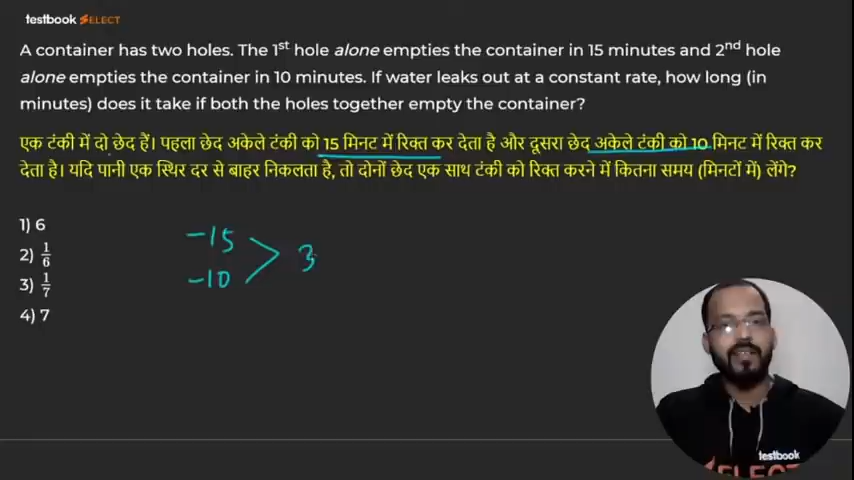 testbook SELECT
A container has two holes. The 1st hole alone empties the container in 15 minutes and 2nd hole
alone empties the container in 10 minutes. If water leaks out at a constant rate, how long (in
minutes) does it take if both the holes together empty the container?
एक टंकी में दो छेद हैं। पहला छेद अकेले टंकी को 15 मिनट में रिक्त कर देता है और दूसरा छेद अकेले टंकी को 10 मिनट में रिक्त कर
देता है। यदि पानी एक स्थिर दर से बाहर निकलता है, तो दोनों छेद एक साथ टंकी को रिक्त करने में कितना समय (मिनटों में) लेंगे?
1) 6
2) 1/6
3) 1/7
4) 7
-15
-10
3
testbook
SELECT